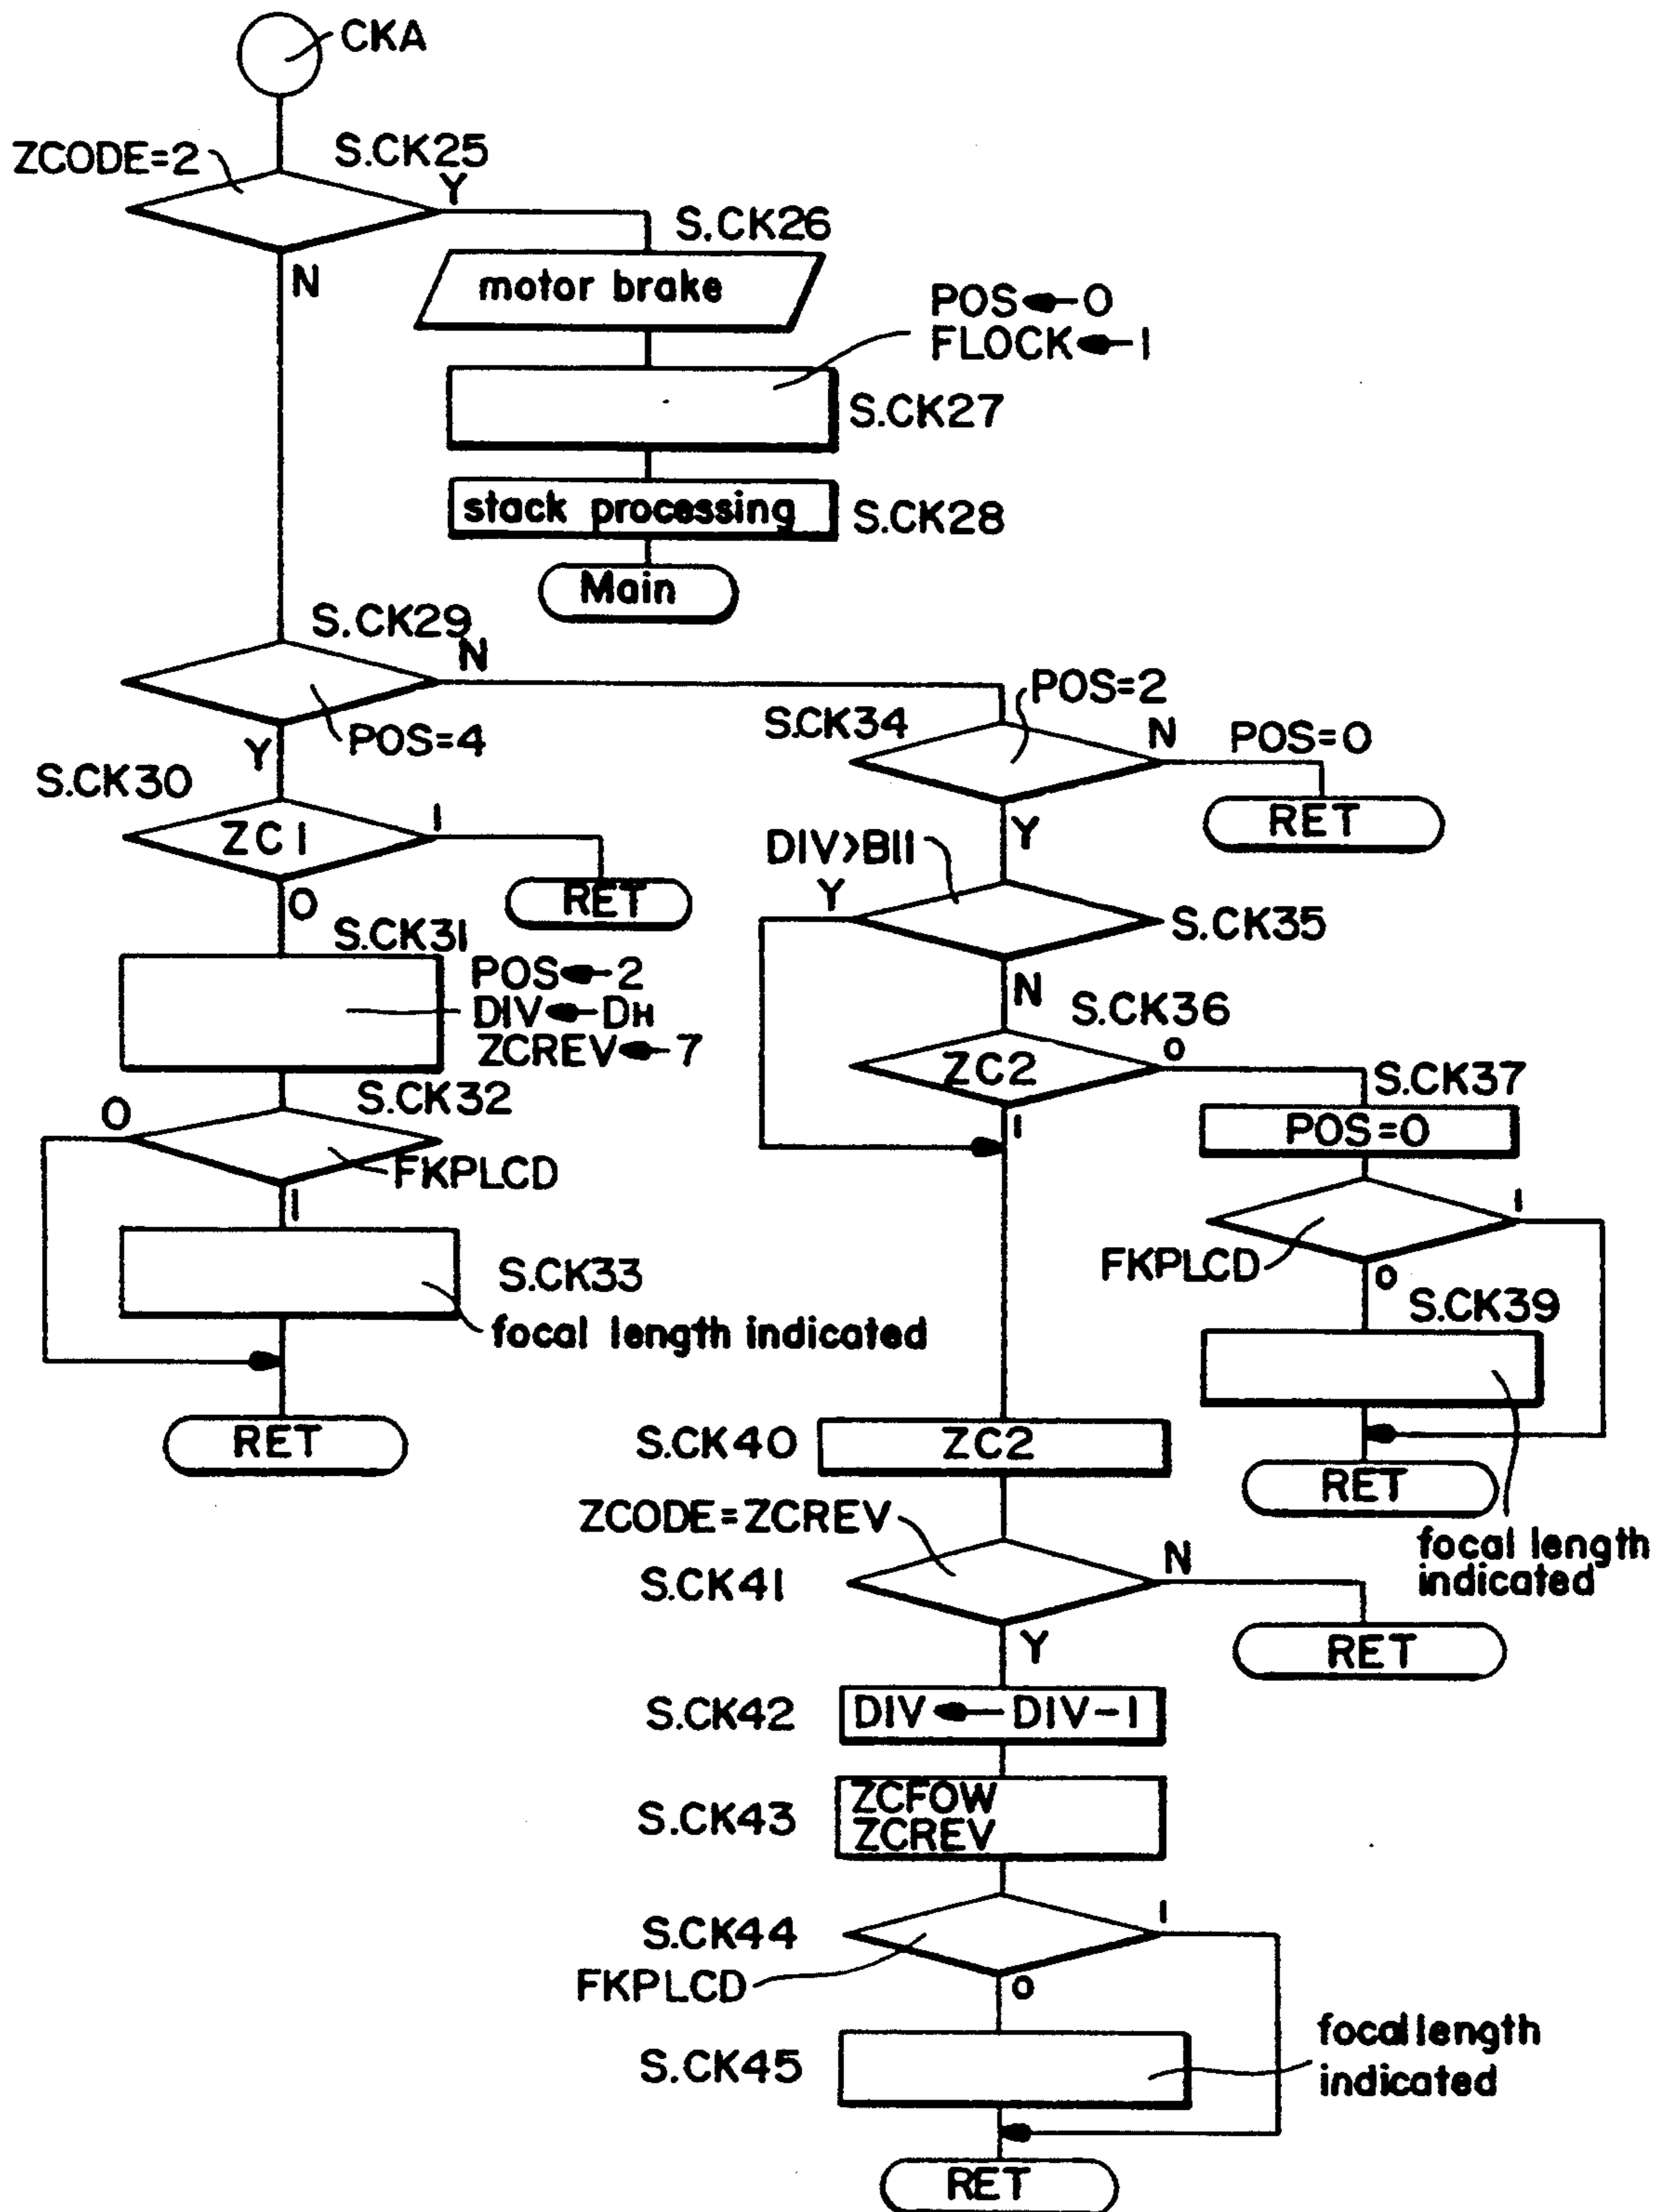 CKA
ZCODE=2
S.CK25
Y
N
S.CK26
motor brake
POS←0
FLOCK←1
S.CK27
stack processing
S.CK28
Main
S.CK29
N
POS=4
Y
S.CK30
ZC1
1
RET
0
S.CK31
POS←2
DIV←DH
ZCREV←7
S.CK32
0
FKPLCD
1
S.CK33
focal length indicated
RET
POS=2
S.CK34
N
POS=0
RET
Y
DIV>B11
Y
S.CK35
N
S.CK36
ZC2
0
1
S.CK37
POS=0
1
FKPLCD
0
S.CK39
RET
focal length
indicated
S.CK40
ZC2
ZCODE=ZCREV
S.CK41
N
RET
Y
S.CK42
DIV←DIV-1
S.CK43
ZCFOW
ZCREV
S.CK44
1
FKPLCD
0
S.CK45
focal length
indicated
RET